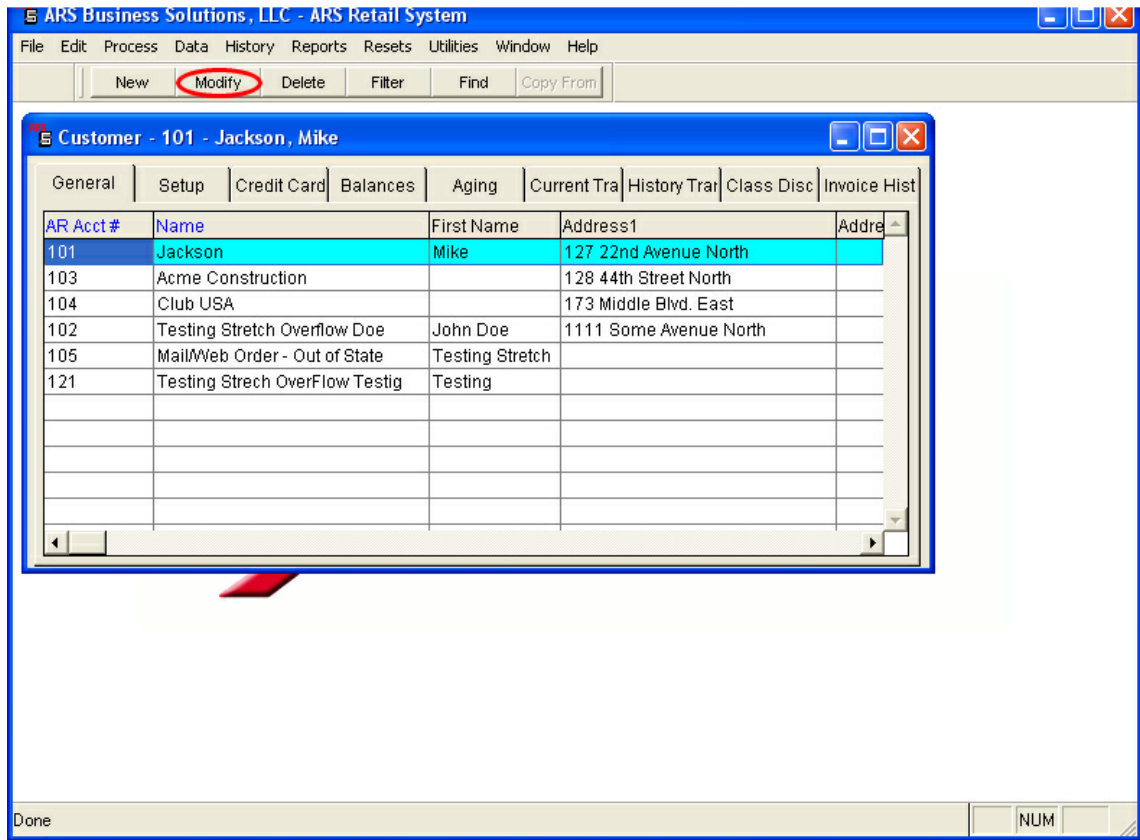 ARS Business Solutions, LLC - ARS Retail System
File Edit Process Data History Reports Resets Utilities Window Help
New Modify Delete Filter Find Copy From
Customer - 101 - Jackson, Mike
General Setup Credit Card Balances Aging Current Tra History Tran Class Disc Invoice Hist
AR Acct # Name First Name Address1 Addre
101 Jackson Mike 127 22nd Avenue North
103 Acme Construction 128 44th Street North
104 Club USA 173 Middle Blvd. East
102 Testing Stretch Overflow Doe John Doe 1111 Some Avenue North
105 Mail/Web Order - Out of State Testing Stretch
121 Testing Strech OverFlow Testig Testing
Done NUM